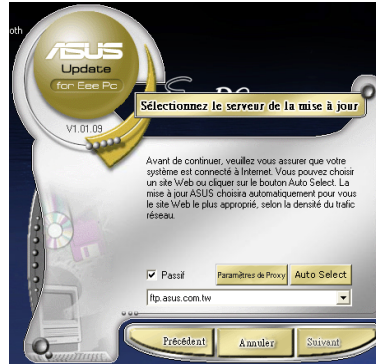 oth
ASUS
Update
for Eee Pc
V1.01.09
Sélectionnez le serveur de la mise à jour
Avant de continuer, veuillez vous assurer que votre
système est connecté à Internet. Vous pouvez choisir
un site Web ou cliquer sur le bouton Auto Select. La
mise à jour ASUS choisira automatiquement pour vous
le site Web le plus approprié, selon la densité du trafic
réseau.
Passif
Paramètres de Proxy
Auto Select
ftp.asus.com.tw
Précédent
Annuler
Suivant